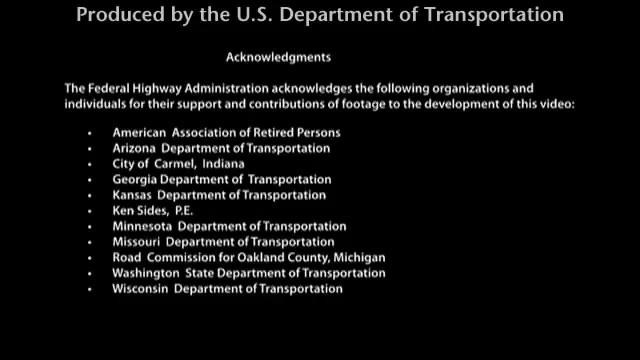 Produced by the U.S. Department of Transportation
Acknowledgments
The Federal Highway Administration acknowledges the following organizations and
individuals for their support and contributions of footage to the development of this video:
• American Association of Retired Persons
• Arizona Department of Transportation
• City of Carmel, Indiana
• Georgia Department of Transportation
• Kansas Department of Transportation
• Ken Sides, P.E.
• Minnesota Department of Transportation
• Missouri Department of Transportation
• Road Commission for Oakland County, Michigan
• Washington State Department of Transportation
• Wisconsin Department of Transportation